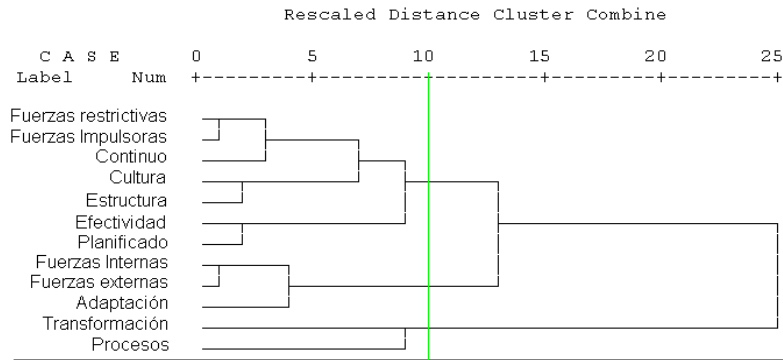 Rescaled Distance Cluster Combine
C A S E 0 5 10 15 20 25
Label Num +---------+---------+---------+---------+---------+
Fuerzas restrictivas
Fuerzas Impulsoras
Continuo
Cultura
Estructura
Efectividad
Planificado
Fuerzas Internas
Fuerzas externas
Adaptación
Transformación
Procesos